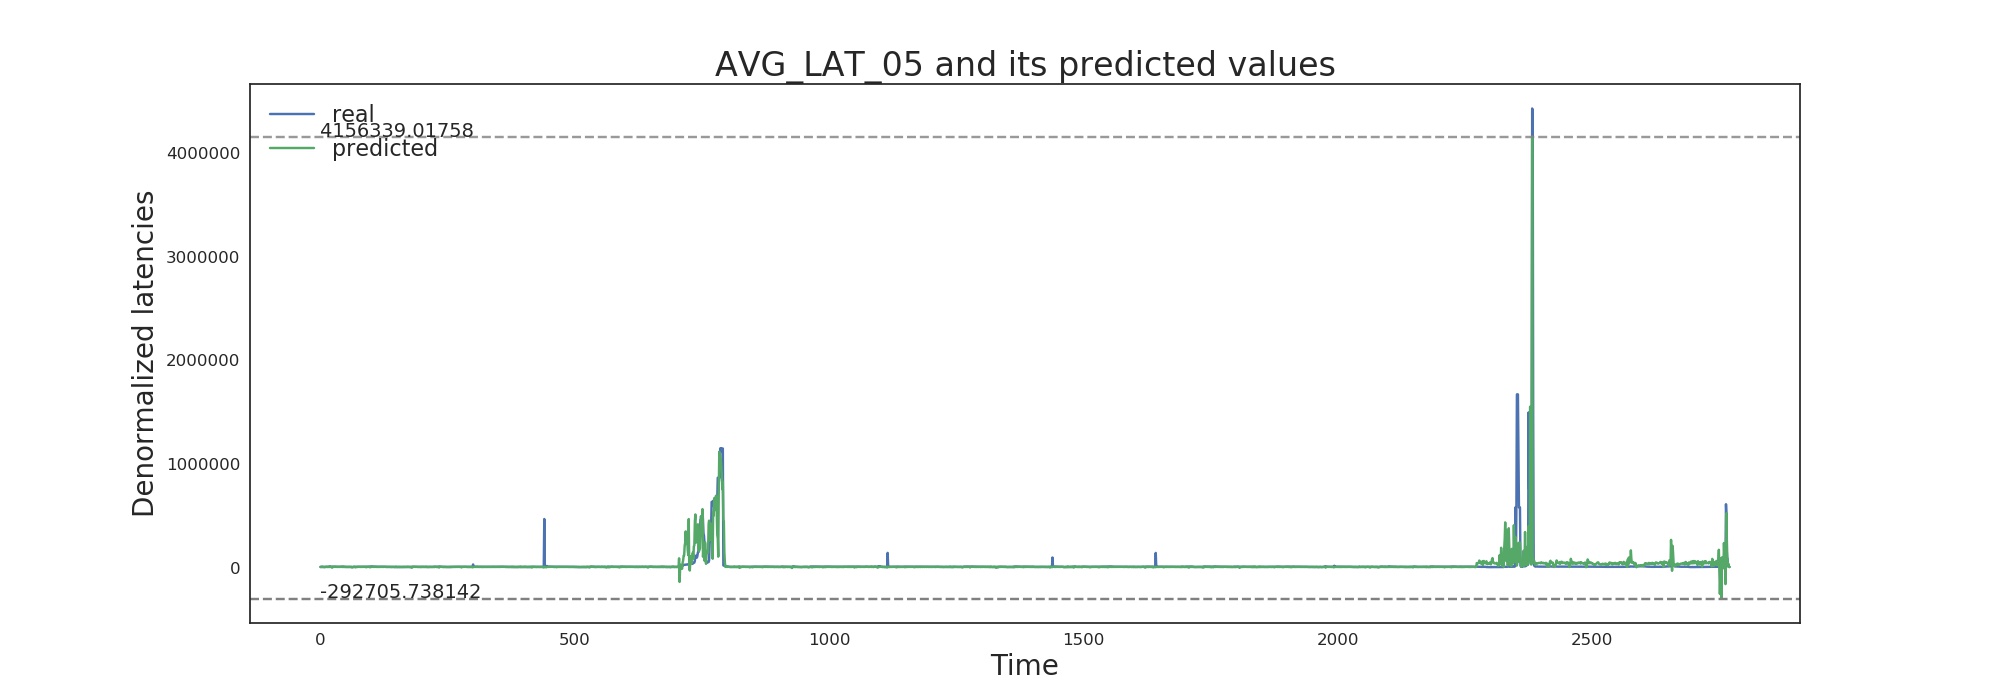 AVG_LAT_05 and its predicted values
real
4156339.01758
predicted
4000000
3000000
2000000
1000000
0
-292705.738142
Denormalized latencies
0 500 1000 1500 2000 2500
Time